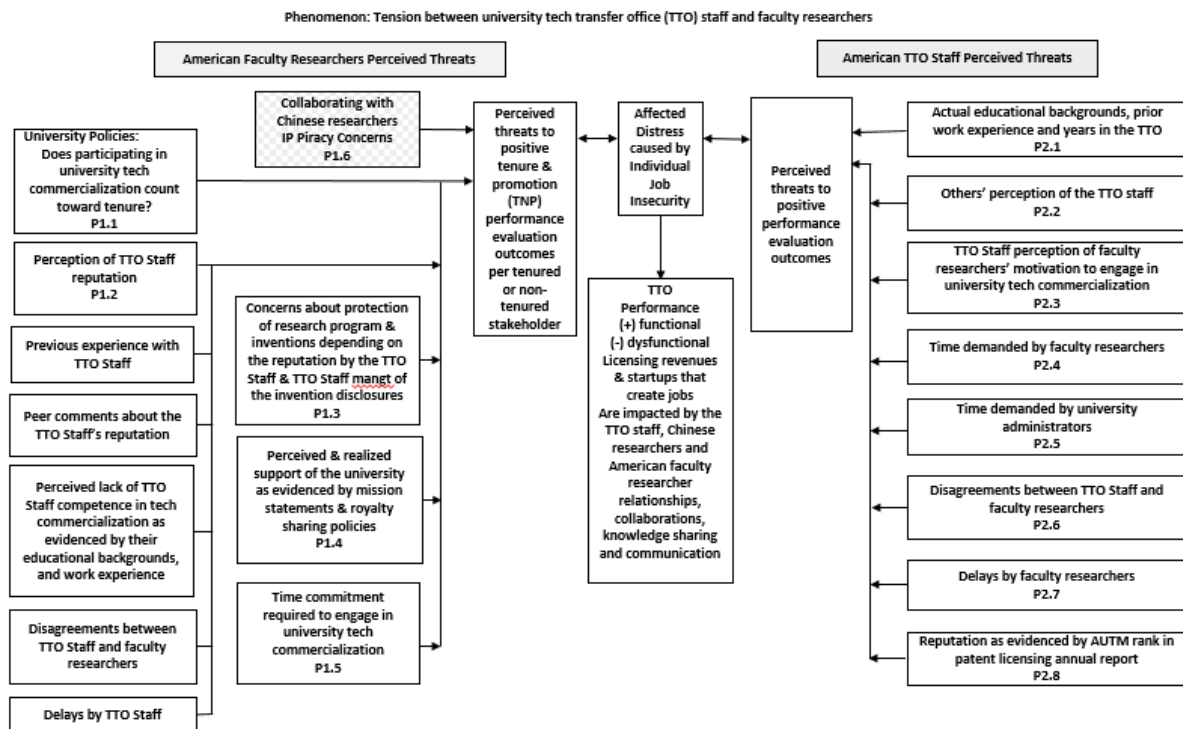 Phenomenon: Tension between university tech transfer office (TTO) staff and faculty researchers
American Faculty Researchers Perceived Threats
American TTO Staff Perceived Threats
University Policies:
Does participating in
university tech
commercialization count
toward tenure?
P1.1
Perception of TTO Staff
reputation
P1.2
Previous experience with
TTO Staff
Peer comments about the
TTO Staff's reputation
Perceived lack of TTO
Staff competence in tech
commercialization as
evidenced by their
educational backgrounds,
and work experience
Disagreements between
TTO Staff and faculty
researchers
Delays by TTO Staff
Collaborating with
Chinese researchers
IP Piracy Concerns
P1.6
Concerns about protection
of research program &
inventions depending on
the reputation by the TTO
Staff & TTO Staff mangt of
the invention disclosures
P1.3
Perceived & realized
support of the university
as evidenced by mission
statements & royalty
sharing policies
P1.4
Time commitment
required to engage in
university tech
commercialization
P1.5
Perceived
threats to
positive
tenure &
promotion
(TNP)
performance
evaluation
outcomes
per tenured
or non-
tenured
stakeholder
Affected
Distress
caused by
Individual
Job
Insecurity
TTO
Performance
(+) functional
(-) dysfunctional
Licensing revenues
& startups that
create jobs
Are impacted by the
TTO staff, Chinese
researchers and
American faculty
researcher
relationships,
collaborations,
knowledge sharing
and communication
Perceived
threats to
positive
performance
evaluation
outcomes
Actual educational backgrounds, prior
work experience and years in the TTO
P2.1
Others' perception of the TTO staff
P2.2
TTO Staff perception of faculty
researchers' motivation to engage in
university tech commercialization
P2.3
Time demanded by faculty researchers
P2.4
Time demanded by university
administrators
P2.5
Disagreements between TTO Staff and
faculty researchers
P2.6
Delays by faculty researchers
P2.7
Reputation as evidenced by AUTM rank in
patent licensing annual report
P2.8